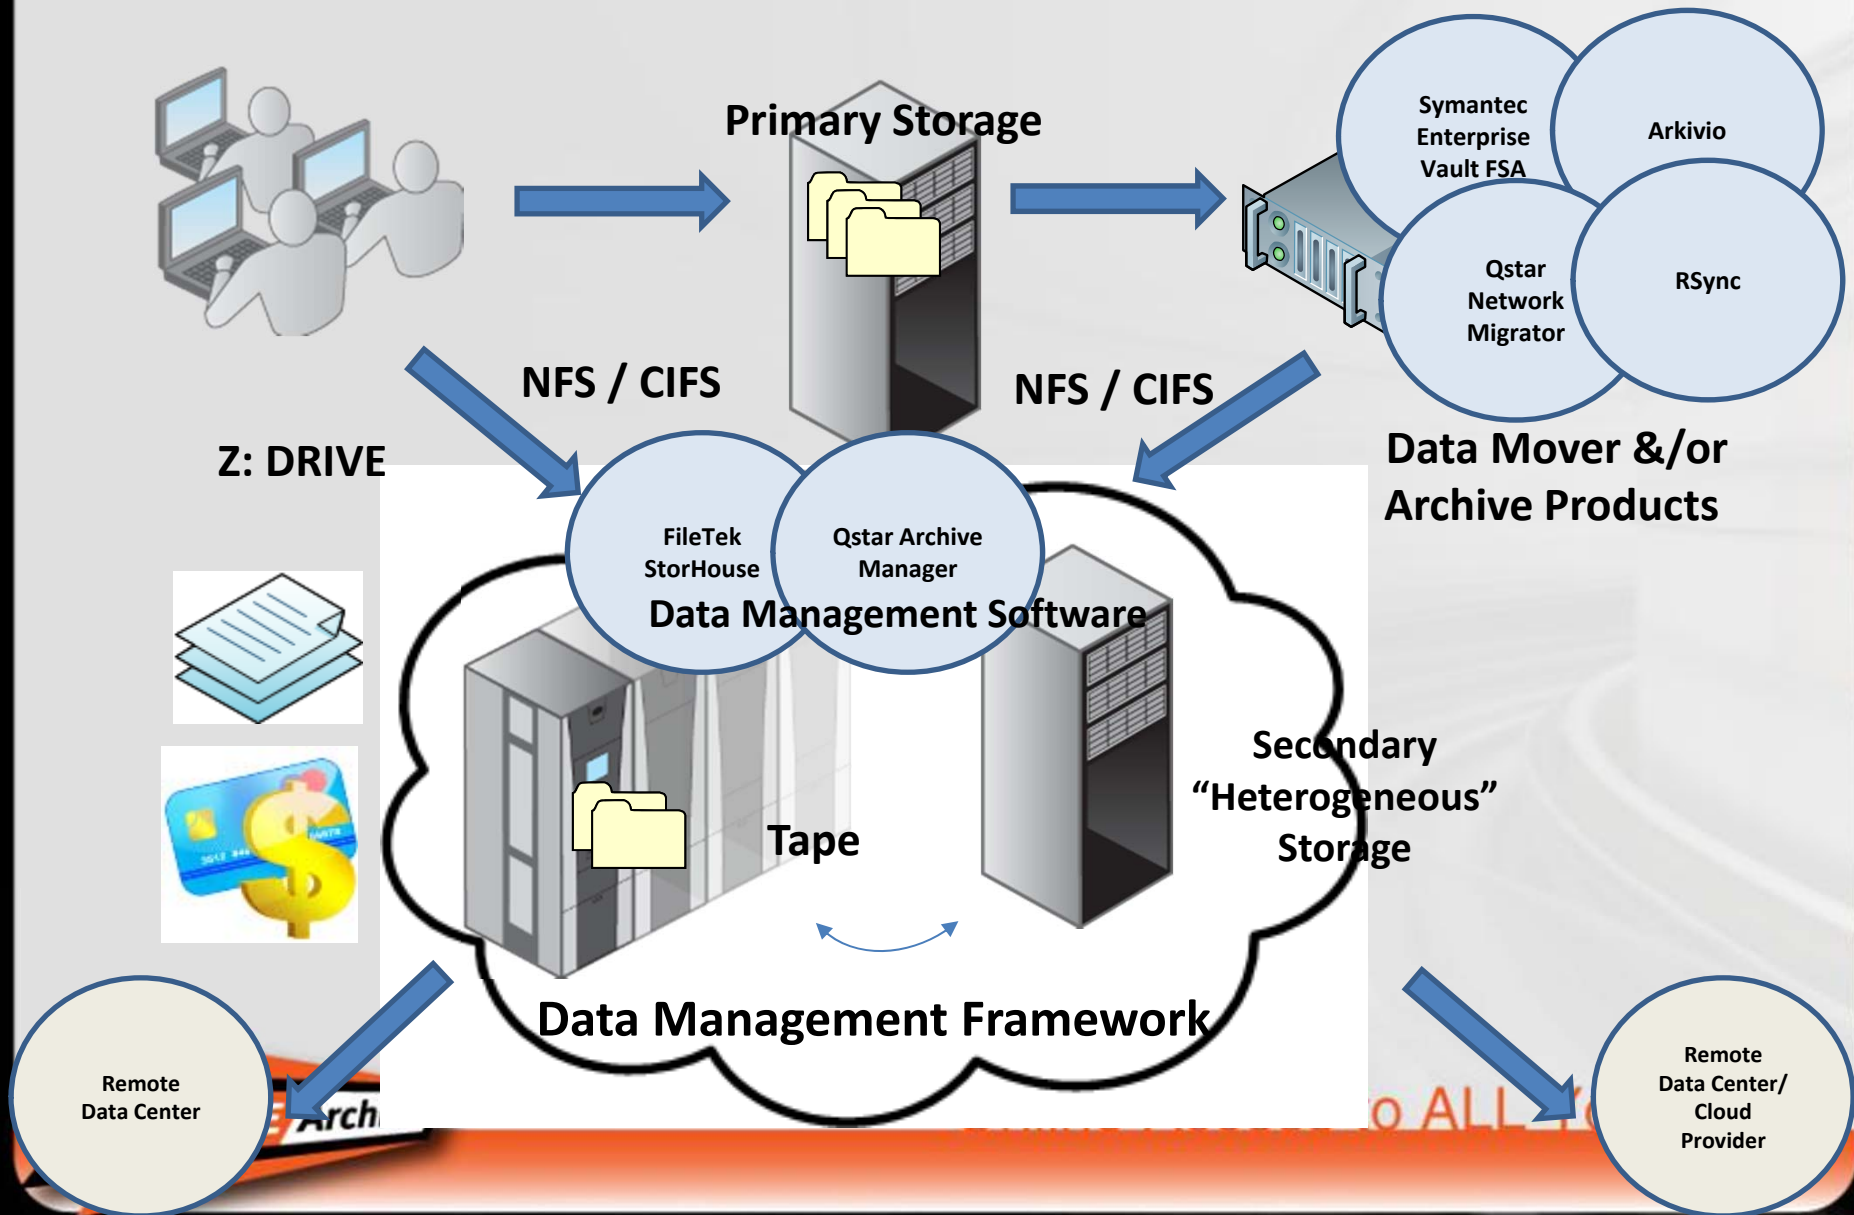 Primary Storage
Symantec
Enterprise
Vault FSA
Arkivio
Qstar
Network
Migrator
RSync
NFS / CIFS
NFS / CIFS
Z: DRIVE
Data Mover &/or
Archive Products
FileTek
StorHouse
Qstar Archive
Manager
Data Management Software
Secondary
“Heterogeneous”
Storage
Tape
Data Management Framework
Remote
Data Center
Remote
Data Center/
Cloud
Provider
ALL